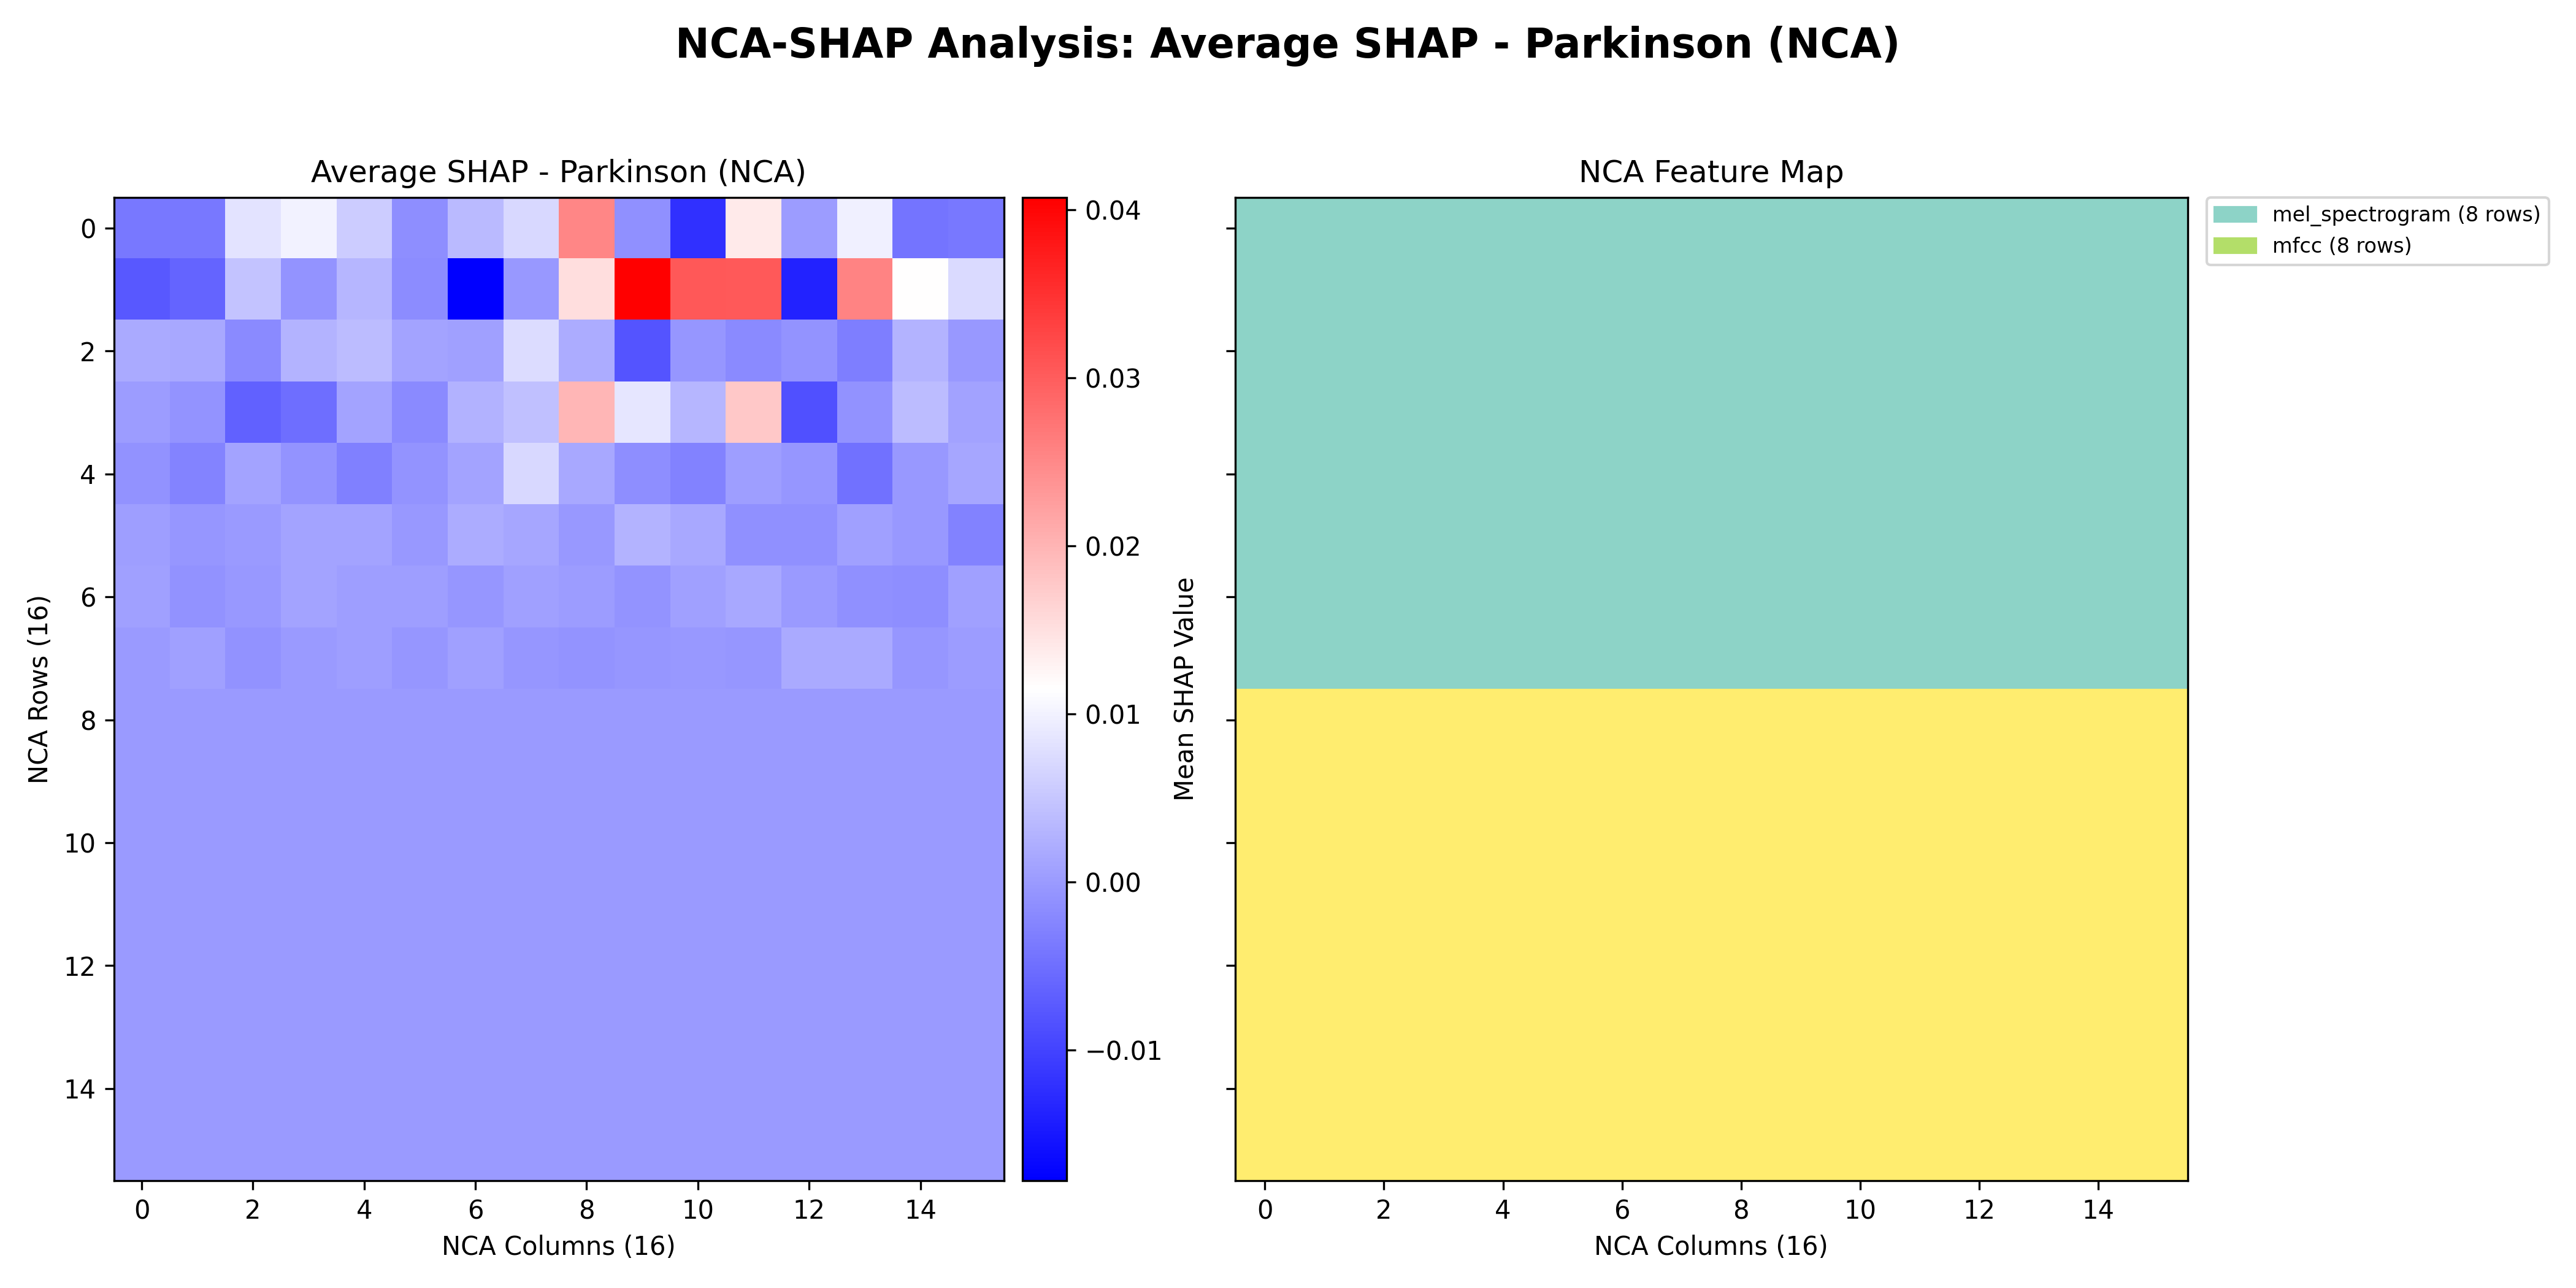 NCA-SHAP Analysis: Average SHAP - Parkinson (NCA)
Average SHAP - Parkinson (NCA)
NCA Rows (16)
0
2
4
6
8
10
12
14
0 2 4 6 8 10 12 14
NCA Columns (16)
0.04
0.03
0.02
0.01
0.00
−0.01
Mean SHAP Value
NCA Feature Map
0 2 4 6 8 10 12 14
NCA Columns (16)
mel_spectrogram (8 rows)
mfcc (8 rows)